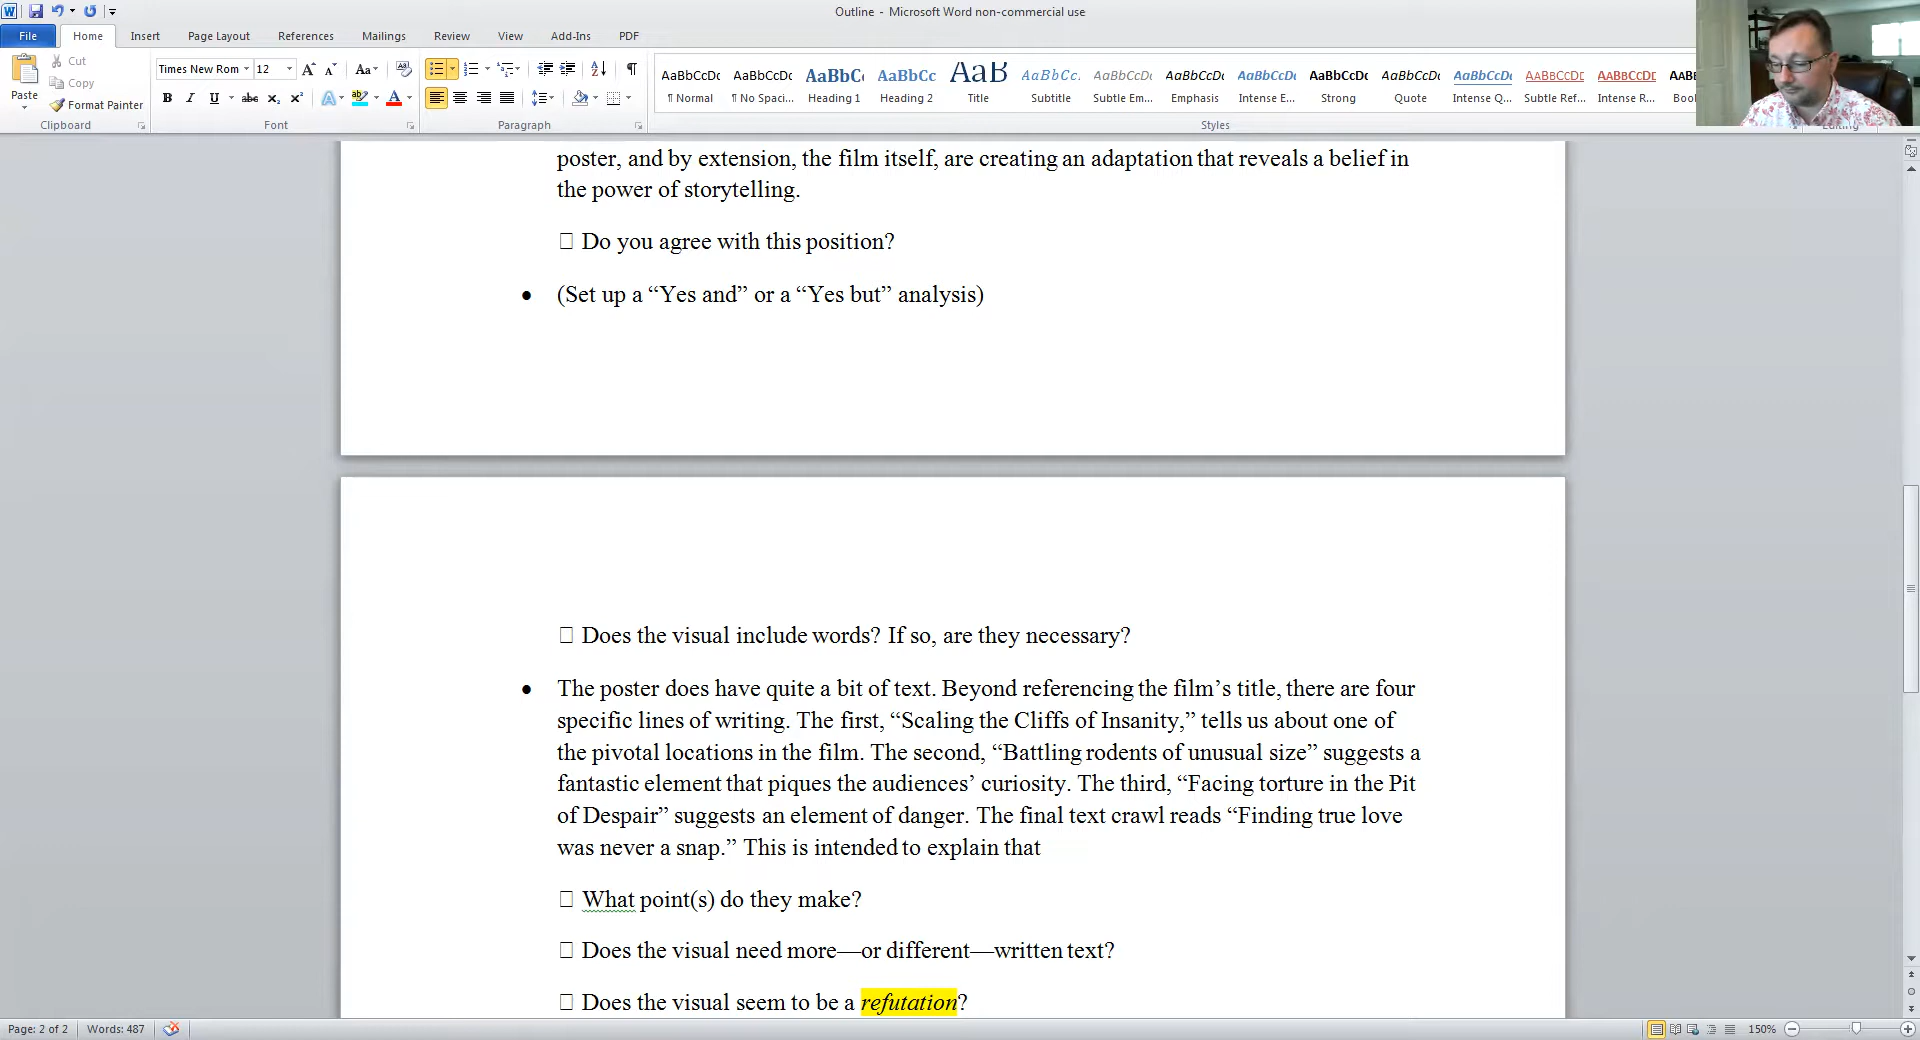 Outline - Microsoft Word non-commercial use
File Home Insert Page Layout References Mailings Review View Add-Ins PDF
Paste Cut Copy Format Painter
Times New Rom 12
AaBbCcDc AaBbCcDc AaBbC AaBbCc AaB AaBbCc. AaBbCcDc AaBbCcDc AaBbCcDc AaBbCcDc AaBbCcDc AaBbCcDc AABBCCDD AABBCCDD AABB
¶ Normal ¶ No Spaci... Heading 1 Heading 2 Title Subtitle Subtle Em... Emphasis Intense E... Strong Quote Intense Q... Subtle Ref... Intense R... Boo
Clipboard Font Paragraph Styles Editing
poster, and by extension, the film itself, are creating an adaptation that reveals a belief in
the power of storytelling.
□ Do you agree with this position?
• (Set up a “Yes and” or a “Yes but” analysis)
□ Does the visual include words? If so, are they necessary?
• The poster does have quite a bit of text. Beyond referencing the film’s title, there are four
specific lines of writing. The first, “Scaling the Cliffs of Insanity,” tells us about one of
the pivotal locations in the film. The second, “Battling rodents of unusual size” suggests a
fantastic element that piques the audiences’ curiosity. The third, “Facing torture in the Pit
of Despair” suggests an element of danger. The final text crawl reads “Finding true love
was never a snap.” This is intended to explain that
□ What point(s) do they make?
□ Does the visual need more—or different—written text?
□ Does the visual seem to be a refutation?
Page: 2 of 2 Words: 487 150%